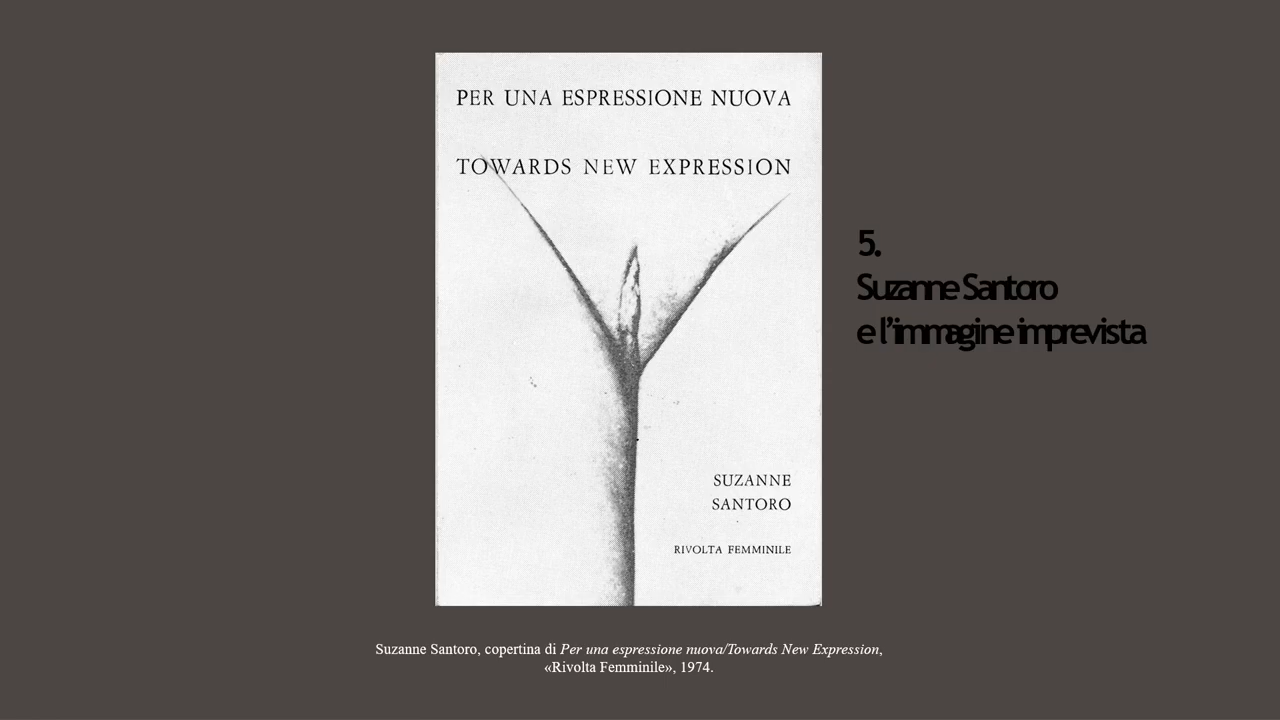 PER UNA ESPRESSIONE NUOVA
TOWARDS NEW EXPRESSION
SUZANNE
SANTORO
RIVOLTA FEMMINILE
5.
Suzanne Santoro
e l’immagine imprevista
Suzanne Santoro, copertina di Per una espressione nuova/Towards New Expression,
«Rivolta Femminile», 1974.